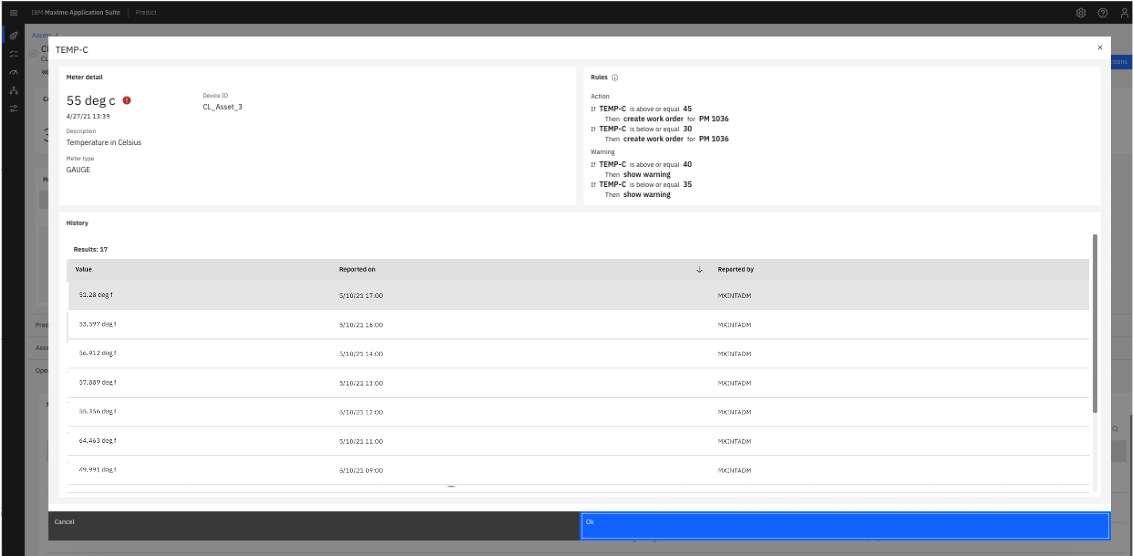 IBM Maximo Application Suite | Predict
TEMP-C
Meter detail
55 deg c
4/27/21 13:39
Description
Temperature in Celsius
Meter type
GAUGE
Device ID
CL_Asset_3
Rules
Action
If TEMP-C is above or equal 45
Then create work order for PM 1036
If TEMP-C is below or equal 30
Then create work order for PM 1036
Warning
If TEMP-C is above or equal 40
Then show warning
If TEMP-C is below or equal 35
Then show warning
History
Results: 17
Value Reported on Reported by
51.28 deg f 5/10/21 17:00 MXINTADM
53.597 deg f 5/10/21 16:00 MXINTADM
56.912 deg f 5/10/21 14:00 MXINTADM
57.889 deg f 5/10/21 13:00 MXINTADM
55.356 deg f 5/10/21 12:00 MXINTADM
64.463 deg f 5/10/21 11:00 MXINTADM
49.991 deg f 5/10/21 09:00 MXINTADM
Cancel
Ok